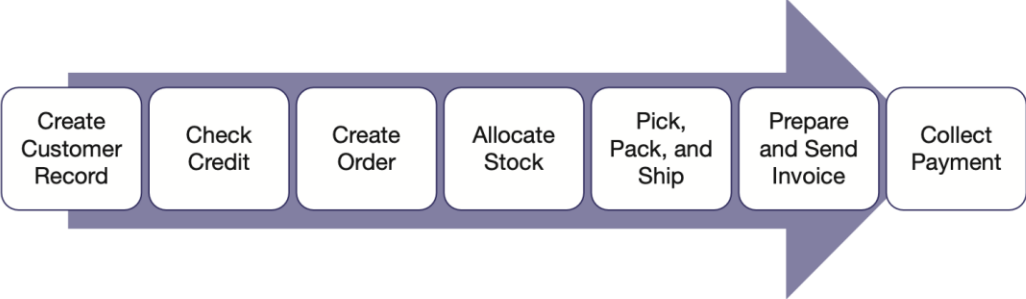 Create
Customer
Record
Check
Credit
Create
Order
Allocate
Stock
Pick,
Pack, and
Ship
Prepare
and Send
Invoice
Collect
Payment